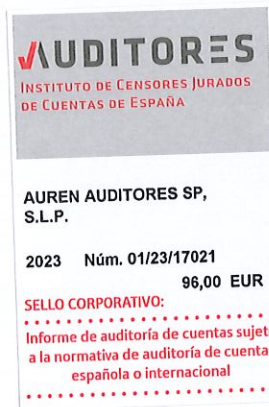 AUDITORES
INSTITUTO DE CENSORES JURADOS
DE CUENTAS DE ESPAÑA
AUREN AUDITORES SP,
S.L.P.
2023 Núm. 01/23/17021
96,00 EUR
SELLO CORPORATIVO:
Informe de auditoría de cuentas sujet
a la normativa de auditoría de cuenta
española o internacional